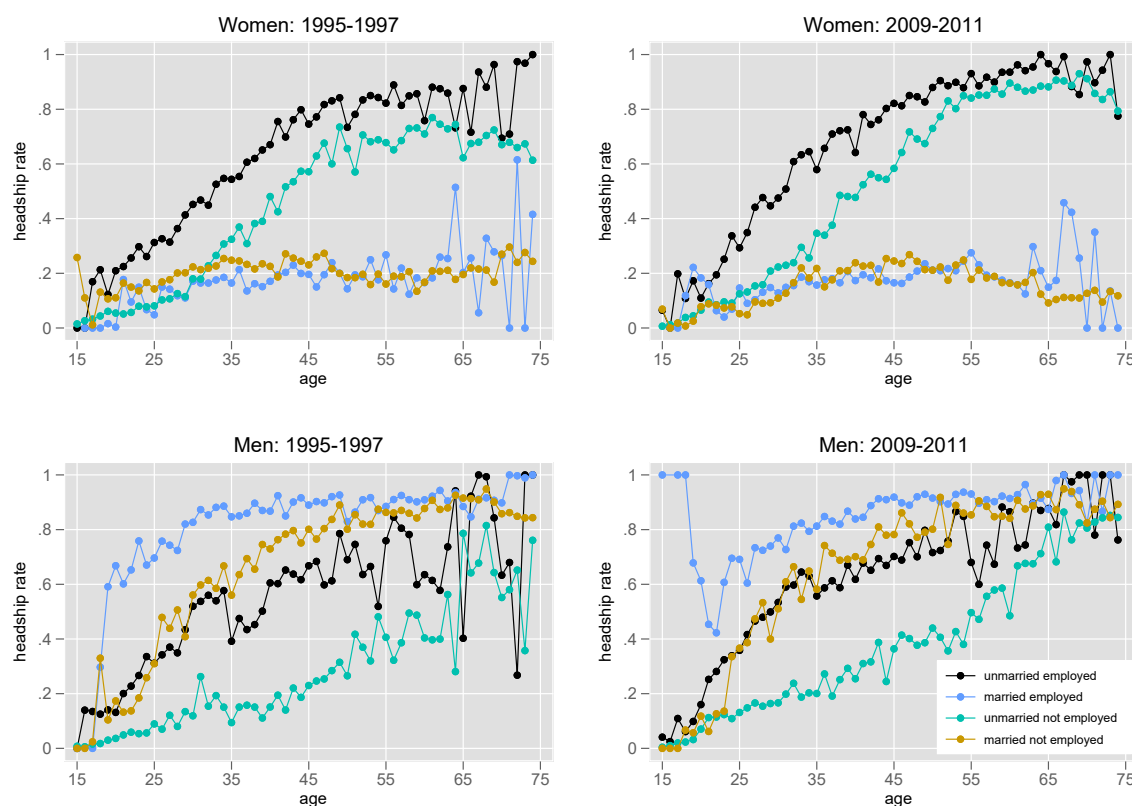 Women: 1995-1997
headship rate
1
.8
.6
.4
.2
0
15 25 35 45 55 65 75
age
Women: 2009-2011
headship rate
1
.8
.6
.4
.2
0
15 25 35 45 55 65 75
age
Men: 1995-1997
headship rate
1
.8
.6
.4
.2
0
15 25 35 45 55 65 75
age
Men: 2009-2011
headship rate
1
.8
.6
.4
.2
0
15 25 35 45 55 65 75
age
unmarried employed
married employed
unmarried not employed
married not employed